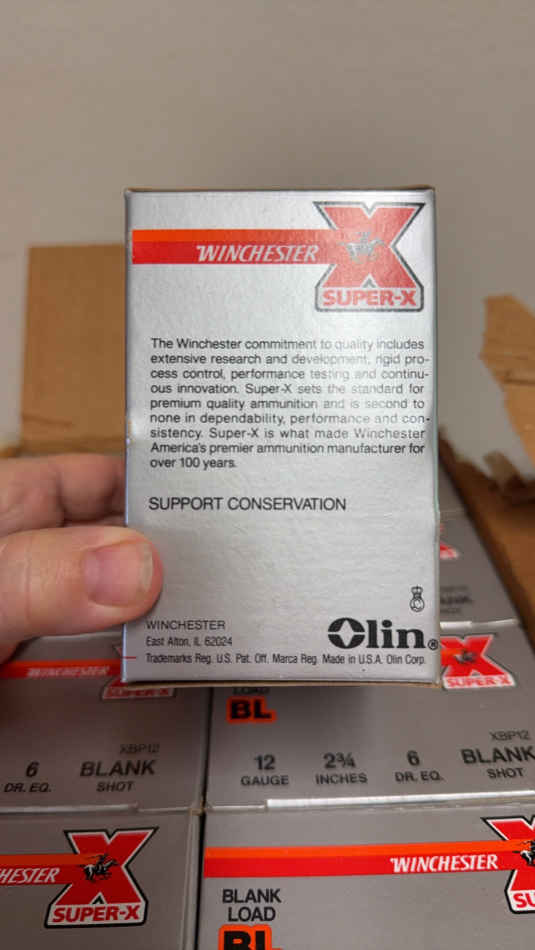 WINCHESTER
SUPER-X
The Winchester commitment to quality includes
extensive research and development, rigid pro-
cess control, performance testing and continu-
ous innovation. Super-X sets the standard for
premium quality ammunition and is second to
none in dependability, performance and con-
sistency. Super-X is what made Winchester
America's premier ammunition manufacturer for
over 100 years.
SUPPORT CONSERVATION
WINCHESTER
East Alton, IL 62024
Olin®
Trademarks Reg. U.S. Pat. Off. Marca Reg. Made in U.S.A. Olin Corp.
WINCHESTER
SUPER-X
LOAD
BL
XBP12
6
DR. EQ.
BLANK
SHOT
12
GAUGE
2¾
INCHES
6
DR. EQ.
XBP12
BLANK
SHOT
HESTER
SUPER-X
WINCHESTER
BLANK
LOAD
BL